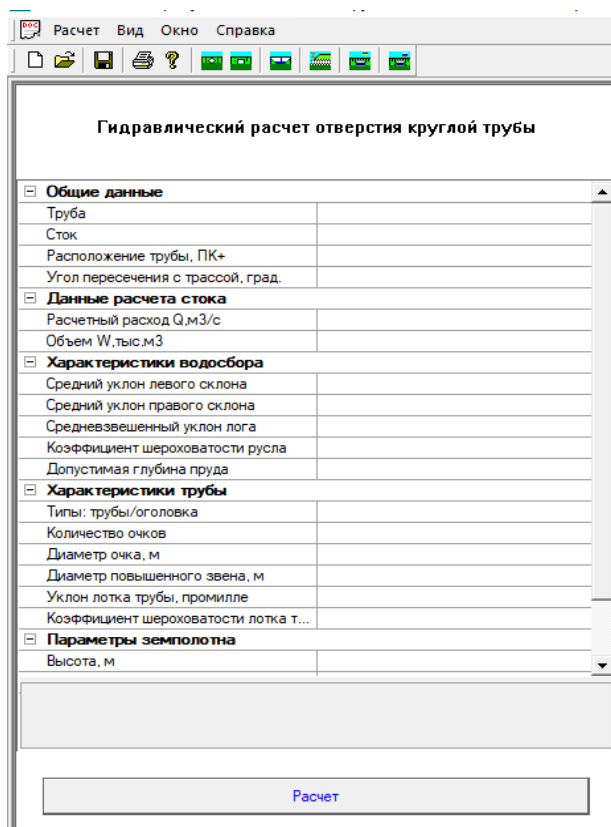 Расчет Вид Окно Справка
Гидравлический расчет отверстия круглой трубы
Общие данные
Труба
Сток
Расположение трубы, ПК+
Угол пересечения с трассой, град.
Данные расчета стока
Расчетный расход Q,м3/с
Объем W,тыс.м3
Характеристики водосбора
Средний уклон левого склона
Средний уклон правого склона
Средневзвешенный уклон лога
Коэффициент шероховатости русла
Допустимая глубина пруда
Характеристики трубы
Типы: трубы/оголовка
Количество очков
Диаметр очка, м
Диаметр повышенного звена, м
Уклон лотка трубы, промилле
Коэффициент шероховатости лотка т...
Параметры земполотна
Высота, м
Расчет